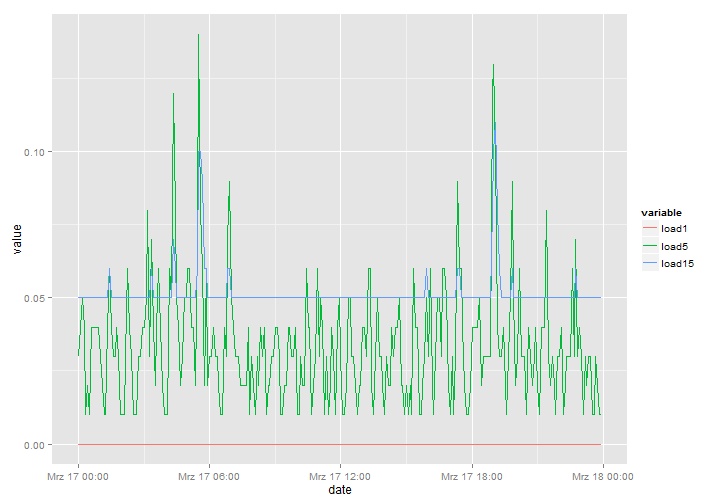 0.10
0.05
0.00
value
Mrz 17 00:00
Mrz 17 06:00
Mrz 17 12:00
Mrz 17 18:00
Mrz 18 00:00
date
variable
load1
load5
load15